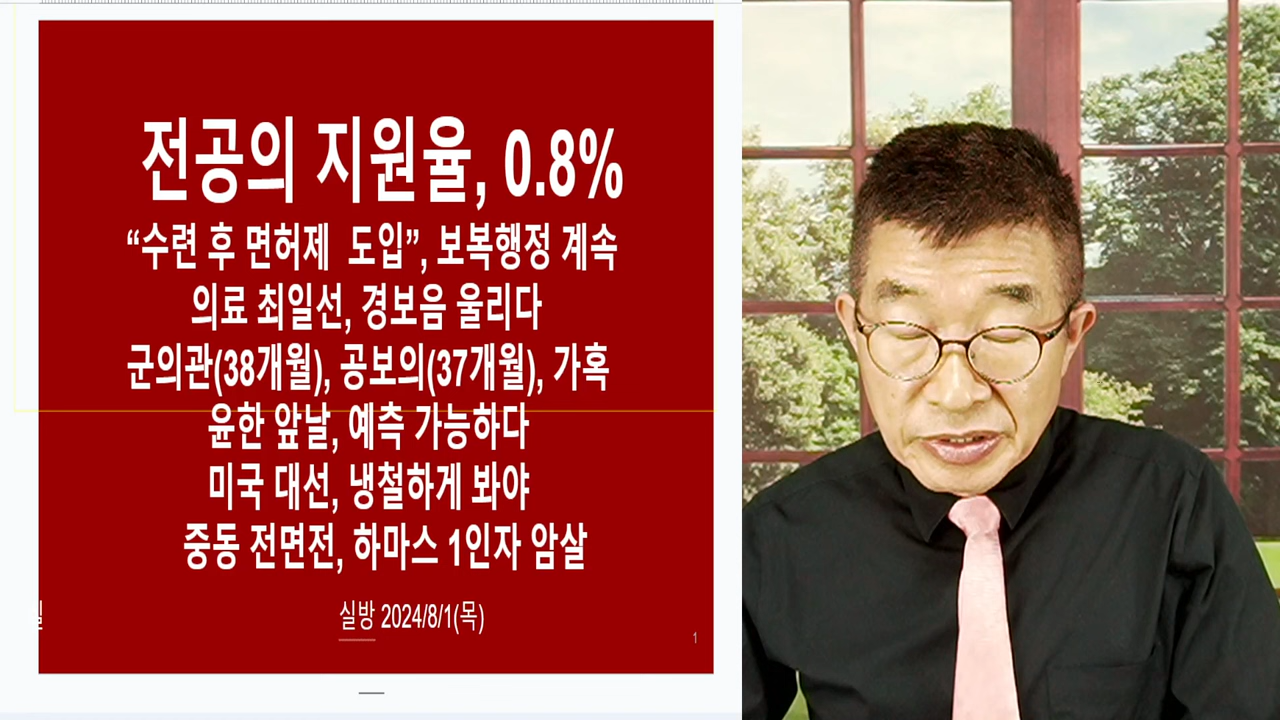 전공의 지원율, 0.8%
“수련 후 면허제 도입”, 보복행정 계속
의료 최일선, 경보음 울리다
군의관(38개월), 공보의(37개월), 가혹
윤한 앞날, 예측 가능하다
미국 대선, 냉철하게 봐야
중동 전면전, 하마스 1인자 암살
실방 2024/8/1(목)
1